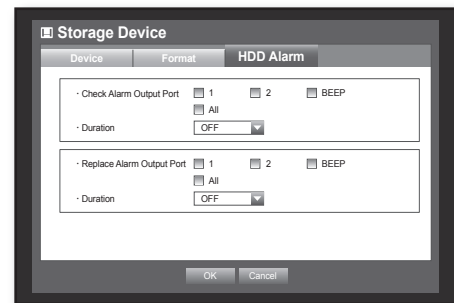 Storage Device
Device Format HDD Alarm
· Check Alarm Output Port 1 2 BEEP
All
· Duration OFF
· Replace Alarm Output Port 1 2 BEEP
All
· Duration OFF
OK Cancel